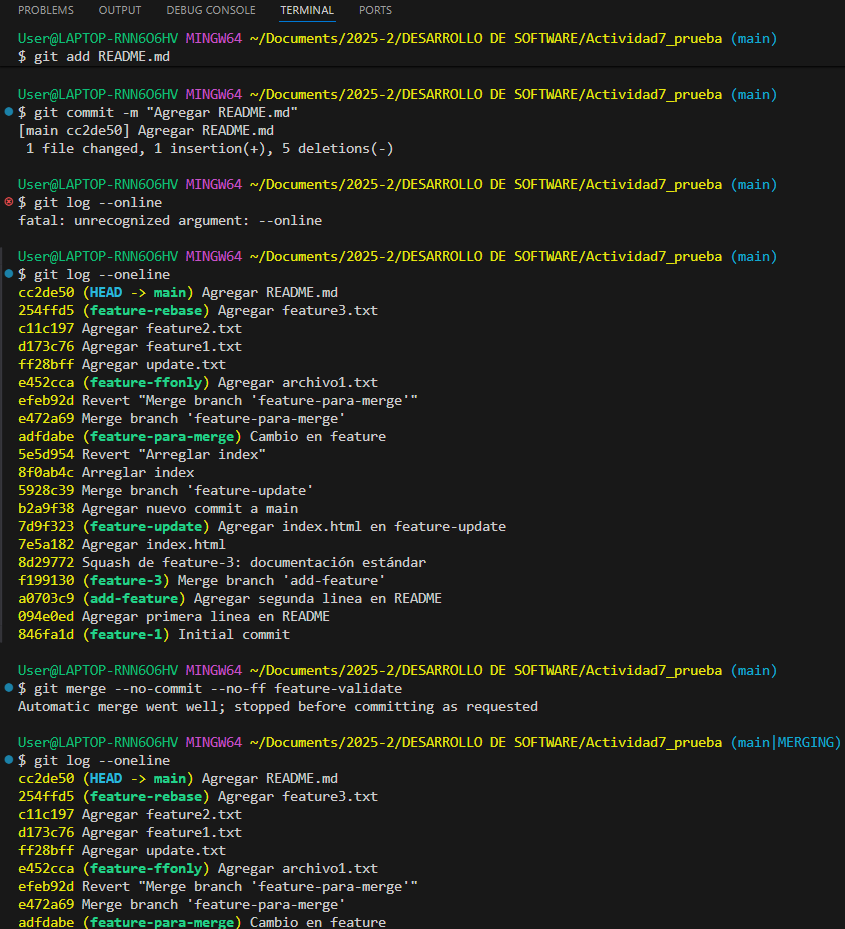 PROBLEMS OUTPUT DEBUG CONSOLE TERMINAL PORTS
User@LAPTOP-RNN6O6HV MINGW64 ~/Documents/2025-2/DESARROLLO DE SOFTWARE/Actividad7_prueba (main)
$ git add README.md
User@LAPTOP-RNN6O6HV MINGW64 ~/Documents/2025-2/DESARROLLO DE SOFTWARE/Actividad7_prueba (main)
$ git commit -m "Agregar README.md"
[main cc2de50] Agregar README.md
1 file changed, 1 insertion(+), 5 deletions(-)
User@LAPTOP-RNN6O6HV MINGW64 ~/Documents/2025-2/DESARROLLO DE SOFTWARE/Actividad7_prueba (main)
$ git log --online
fatal: unrecognized argument: --online
User@LAPTOP-RNN6O6HV MINGW64 ~/Documents/2025-2/DESARROLLO DE SOFTWARE/Actividad7_prueba (main)
$ git log --oneline
cc2de50 (HEAD -> main) Agregar README.md
254ffd5 (feature-rebase) Agregar feature3.txt
c11c197 Agregar feature2.txt
d173c76 Agregar feature1.txt
ff28bff Agregar update.txt
e452cca (feature-ffonly) Agregar archivo1.txt
efeb92d Revert "Merge branch 'feature-para-merge'"
e472a69 Merge branch 'feature-para-merge'
adfdabe (feature-para-merge) Cambio en feature
5e5d954 Revert "Arreglar index"
8f0ab4c Arreglar index
5928c39 Merge branch 'feature-update'
b2a9f38 Agregar nuevo commit a main
7d9f323 (feature-update) Agregar index.html en feature-update
7e5a182 Agregar index.html
8d29772 Squash de feature-3: documentación estándar
f199130 (feature-3) Merge branch 'add-feature'
a0703c9 (add-feature) Agregar segunda linea en README
094e0ed Agregar primera linea en README
846fa1d (feature-1) Initial commit
User@LAPTOP-RNN6O6HV MINGW64 ~/Documents/2025-2/DESARROLLO DE SOFTWARE/Actividad7_prueba (main)
$ git merge --no-commit --no-ff feature-validate
Automatic merge went well; stopped before committing as requested
User@LAPTOP-RNN6O6HV MINGW64 ~/Documents/2025-2/DESARROLLO DE SOFTWARE/Actividad7_prueba (main|MERGING)
$ git log --oneline
cc2de50 (HEAD -> main) Agregar README.md
254ffd5 (feature-rebase) Agregar feature3.txt
c11c197 Agregar feature2.txt
d173c76 Agregar feature1.txt
ff28bff Agregar update.txt
e452cca (feature-ffonly) Agregar archivo1.txt
efeb92d Revert "Merge branch 'feature-para-merge'"
e472a69 Merge branch 'feature-para-merge'
adfdabe (feature-para-merge) Cambio en feature